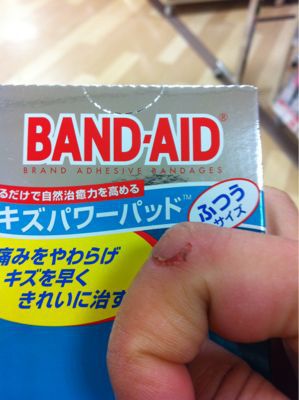 BAND-AID®
BRAND ADHESIVE BANDAGES
るだけで自然治癒力を高める
キズパワーパッド™
ふつう
サイズ
痛みをやわらげ
キズを早く
きれいに治す